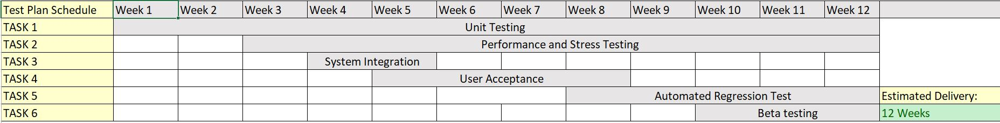 Test Plan Schedule Week 1 Week 2 Week 3 Week 4 Week 5 Week 6 Week 7 Week 8 Week 9 Week 10 Week 11 Week 12
TASK 1 Unit Testing
TASK 2 Performance and Stress Testing
TASK 3 System Integration
TASK 4 User Acceptance
TASK 5 Automated Regression Test Estimated Delivery:
TASK 6 Beta testing 12 Weeks